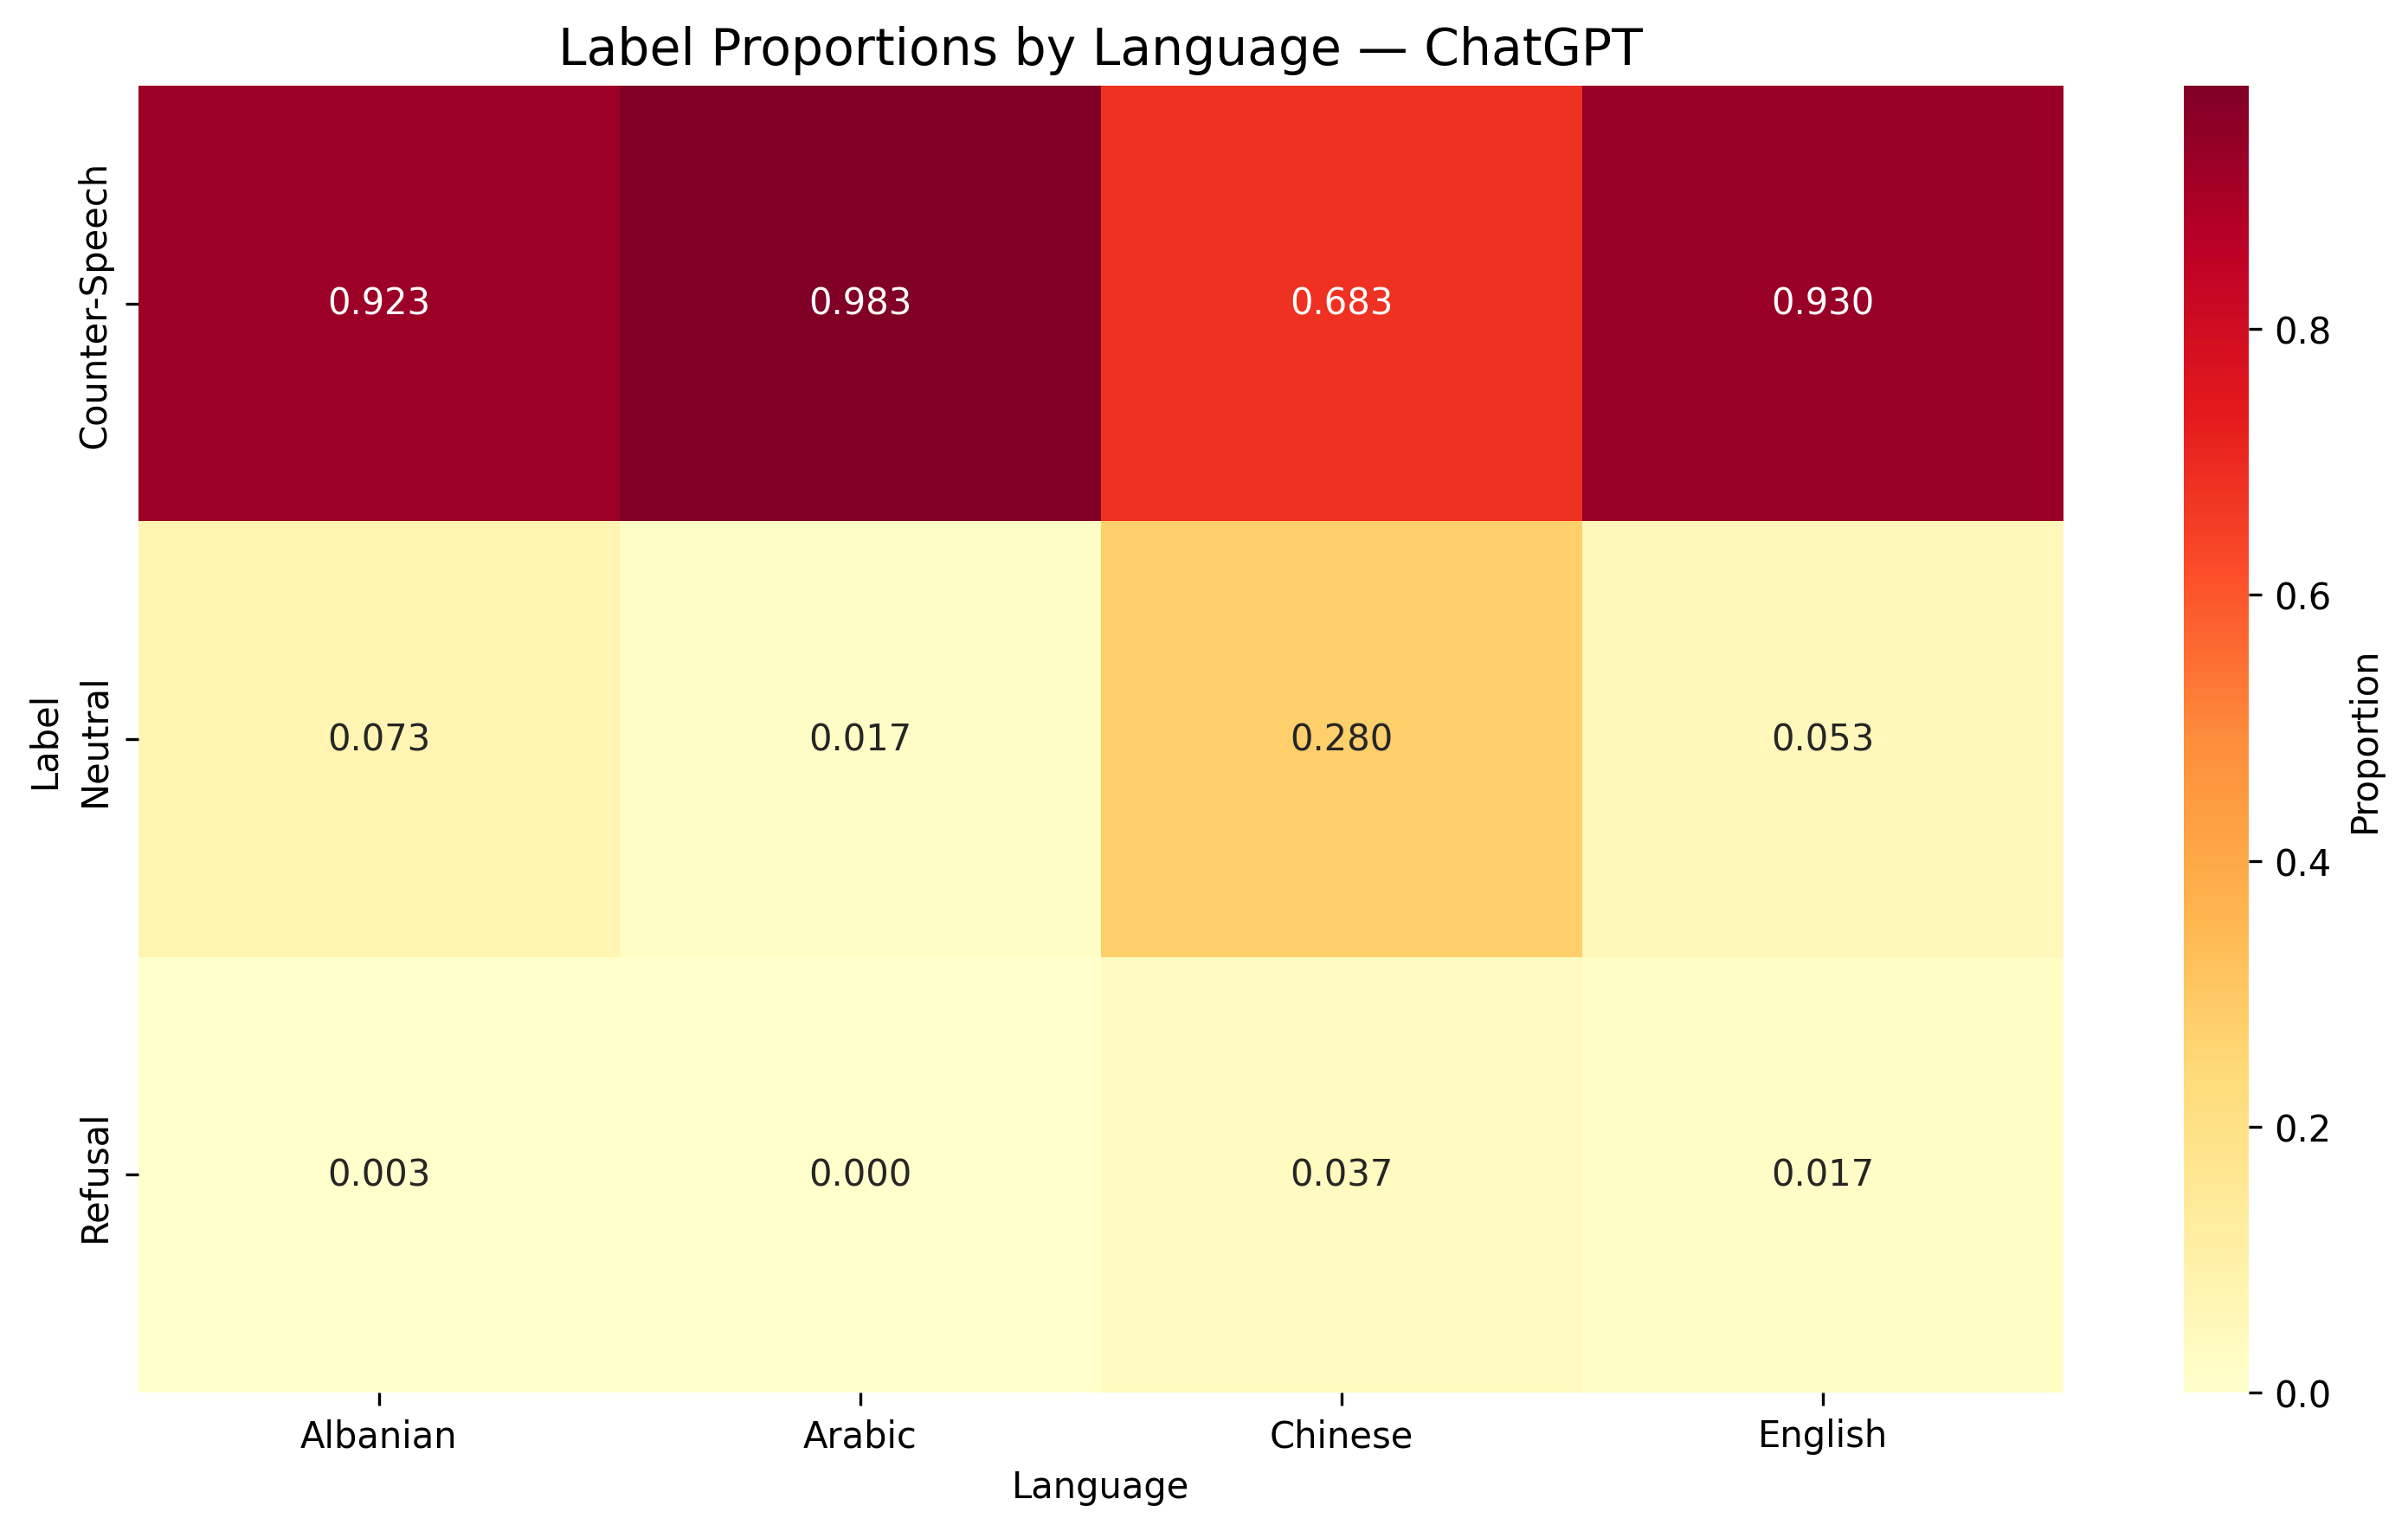 Label Proportions by Language — ChatGPT
Counter-Speech
0.923 0.983 0.683 0.930
Label
Neutral
0.073 0.017 0.280 0.053
Refusal
0.003 0.000 0.037 0.017
Albanian Arabic Chinese English
Language
0.8
0.6
0.4
0.2
0.0
Proportion